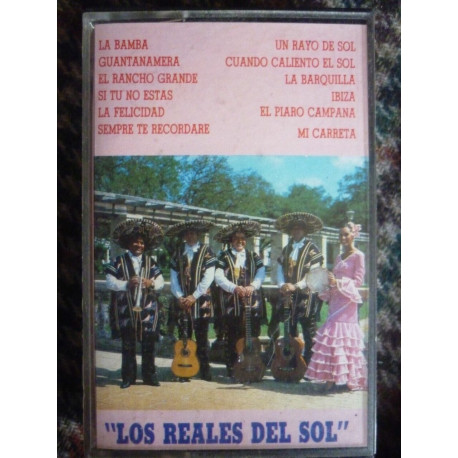 LA BAMBA
GUANTANAMERA
EL RANCHO GRANDE
SI TU NO ESTAS
LA FELICIDAD
SEMPRE TE RECORDARE
UN RAYO DE SOL
CUANDO CALIENTO EL SOL
LA BARQUILLA
IBIZA
EL PIARO CAMPANA
MI CARRETA
"LOS REALES DEL SOL"